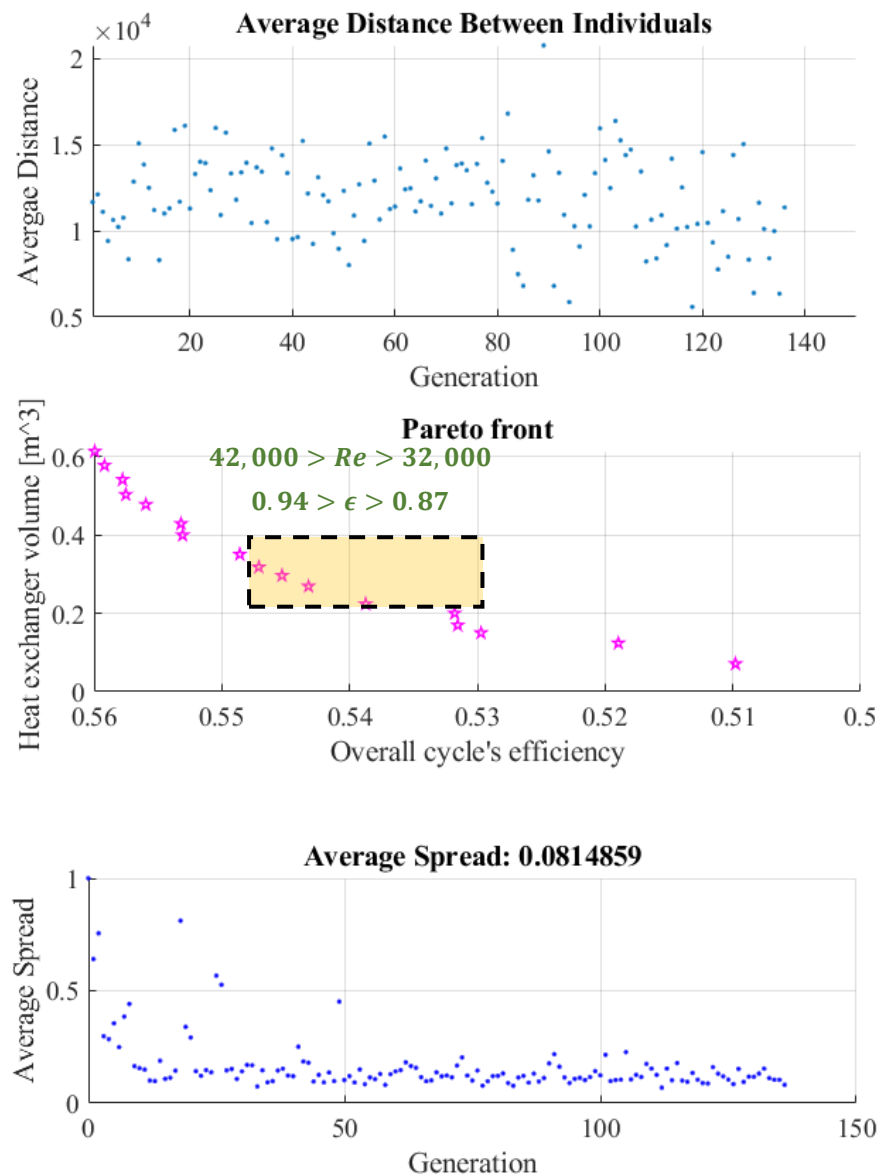 Average Distance Between Individuals
×10^4
Avergae Distance
2
1.5
1
0.5
20 40 60 80 100 120 140
Generation
Pareto front
42,000 > Re > 32,000
0.94 > ϵ > 0.87
Heat exchanger volume [m^3]
0.6
0.4
0.2
0
0.56 0.55 0.54 0.53 0.52 0.51 0.5
Overall cycle's efficiency
Average Spread: 0.0814859
Average Spread
1
0.5
0
0 50 100 150
Generation